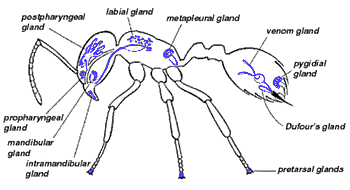 labial gland
postpharyngeal
gland
metapleural gland
venom gland
pygidial
gland
propharyngeal
gland
mandibular
gland
intramandibular
gland
Dufour's gland
pretarsal glands